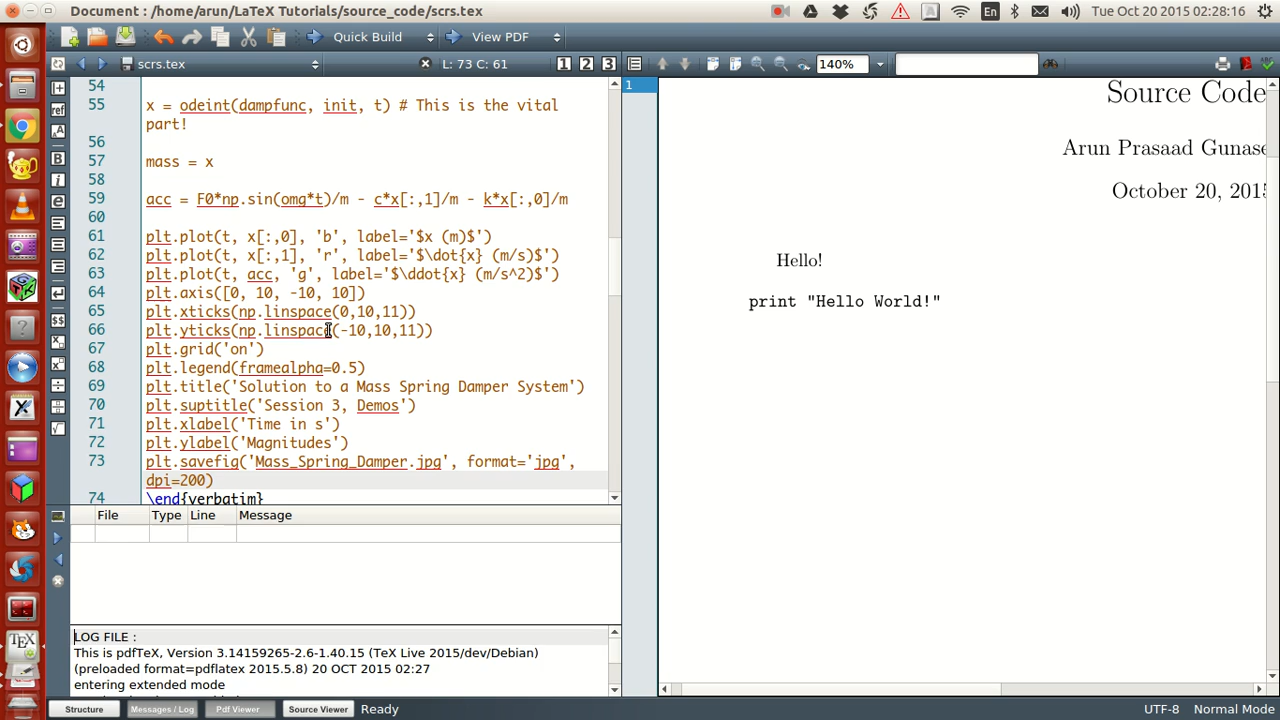 Document : /home/arun/LaTeX Tutorials/source_code/scrs.tex
En
Tue Oct 20 2015 02:28:16
Quick Build
View PDF
scrs.tex
L: 73 C: 61
1 2 3
140%
54
55 x = odeint(dampfunc, init, t) # This is the vital
part!
56
57 mass = x
58
59 acc = F0*np.sin(omg*t)/m - c*x[:,1]/m - k*x[:,0]/m
60
61 plt.plot(t, x[:,0], 'b', label='$x (m)$')
62 plt.plot(t, x[:,1], 'r', label='$\dot{x} (m/s)$')
63 plt.plot(t, acc, 'g', label='$\ddot{x} (m/s^2)$')
64 plt.axis([0, 10, -10, 10])
65 plt.xticks(np.linspace(0,10,11))
66 plt.yticks(np.linspace(-10,10,11))
67 plt.grid('on')
68 plt.legend(framealpha=0.5)
69 plt.title('Solution to a Mass Spring Damper System')
70 plt.suptitle('Session 3, Demos')
71 plt.xlabel('Time in s')
72 plt.ylabel('Magnitudes')
73 plt.savefig('Mass_Spring_Damper.jpg', format='jpg',
dpi=200)
74 \end{verbatim}
File Type Line Message
LOG FILE :
This is pdfTeX, Version 3.14159265-2.6-1.40.15 (TeX Live 2015/dev/Debian)
(preloaded format=pdflatex 2015.5.8) 20 OCT 2015 02:27
entering extended mode
1
Source Code
Arun Prasaad Gunase
October 20, 2015
Hello!
print "Hello World!"
Structure
Messages / Log
Pdf Viewer
Source Viewer
Ready
UTF-8
Normal Mode